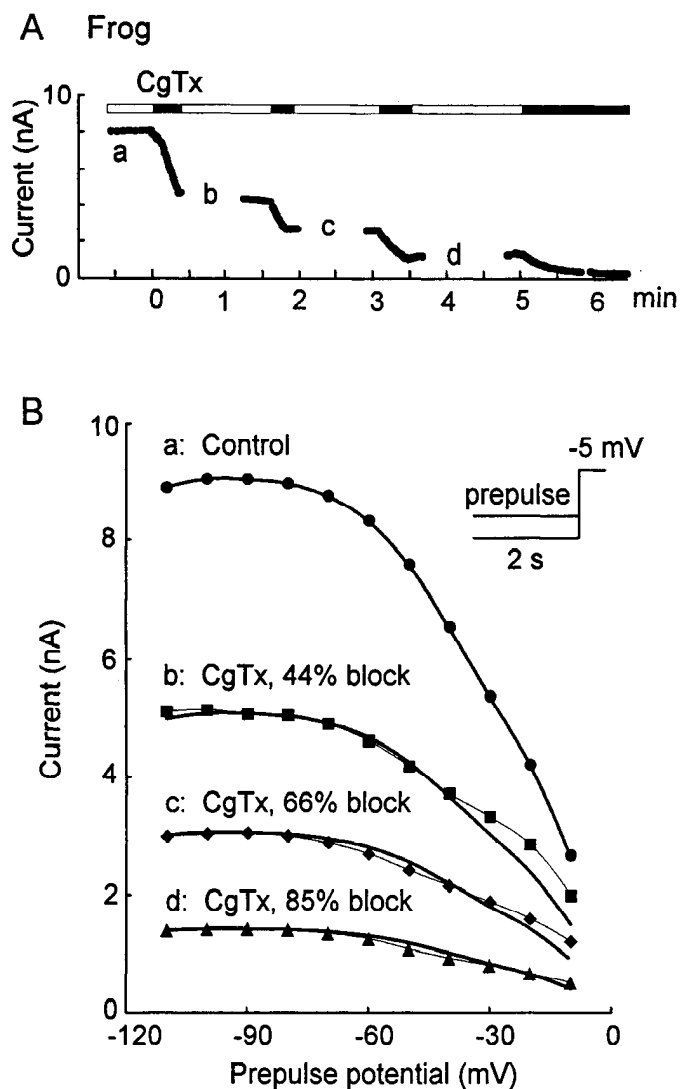 A Frog
CgTx
10
Current (nA)
0
a
b
c
d
0 1 2 3 4 5 6 min
B
10
8
6
4
2
0
Current (nA)
a: Control
-5 mV
prepulse
2 s
b: CgTx, 44% block
c: CgTx, 66% block
d: CgTx, 85% block
-120 -90 -60 -30 0
Prepulse potential (mV)